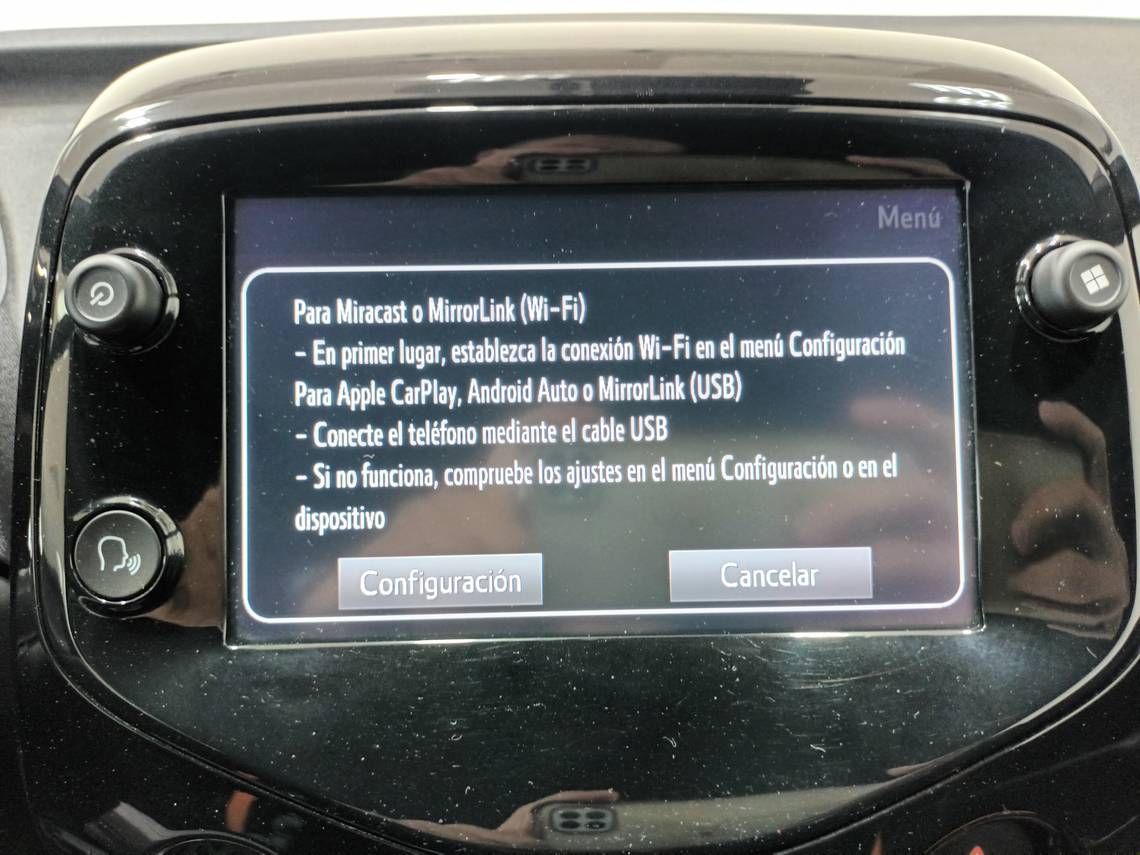 Menú
Para Miracast o MirrorLink (Wi-Fi)
- En primer lugar, establezca la conexión Wi-Fi en el menú Configuración
Para Apple CarPlay, Android Auto o MirrorLink (USB)
- Conecte el teléfono mediante el cable USB
- Si no funciona, compruebe los ajustes en el menú Configuración o en el
dispositivo
Configuración
Cancelar